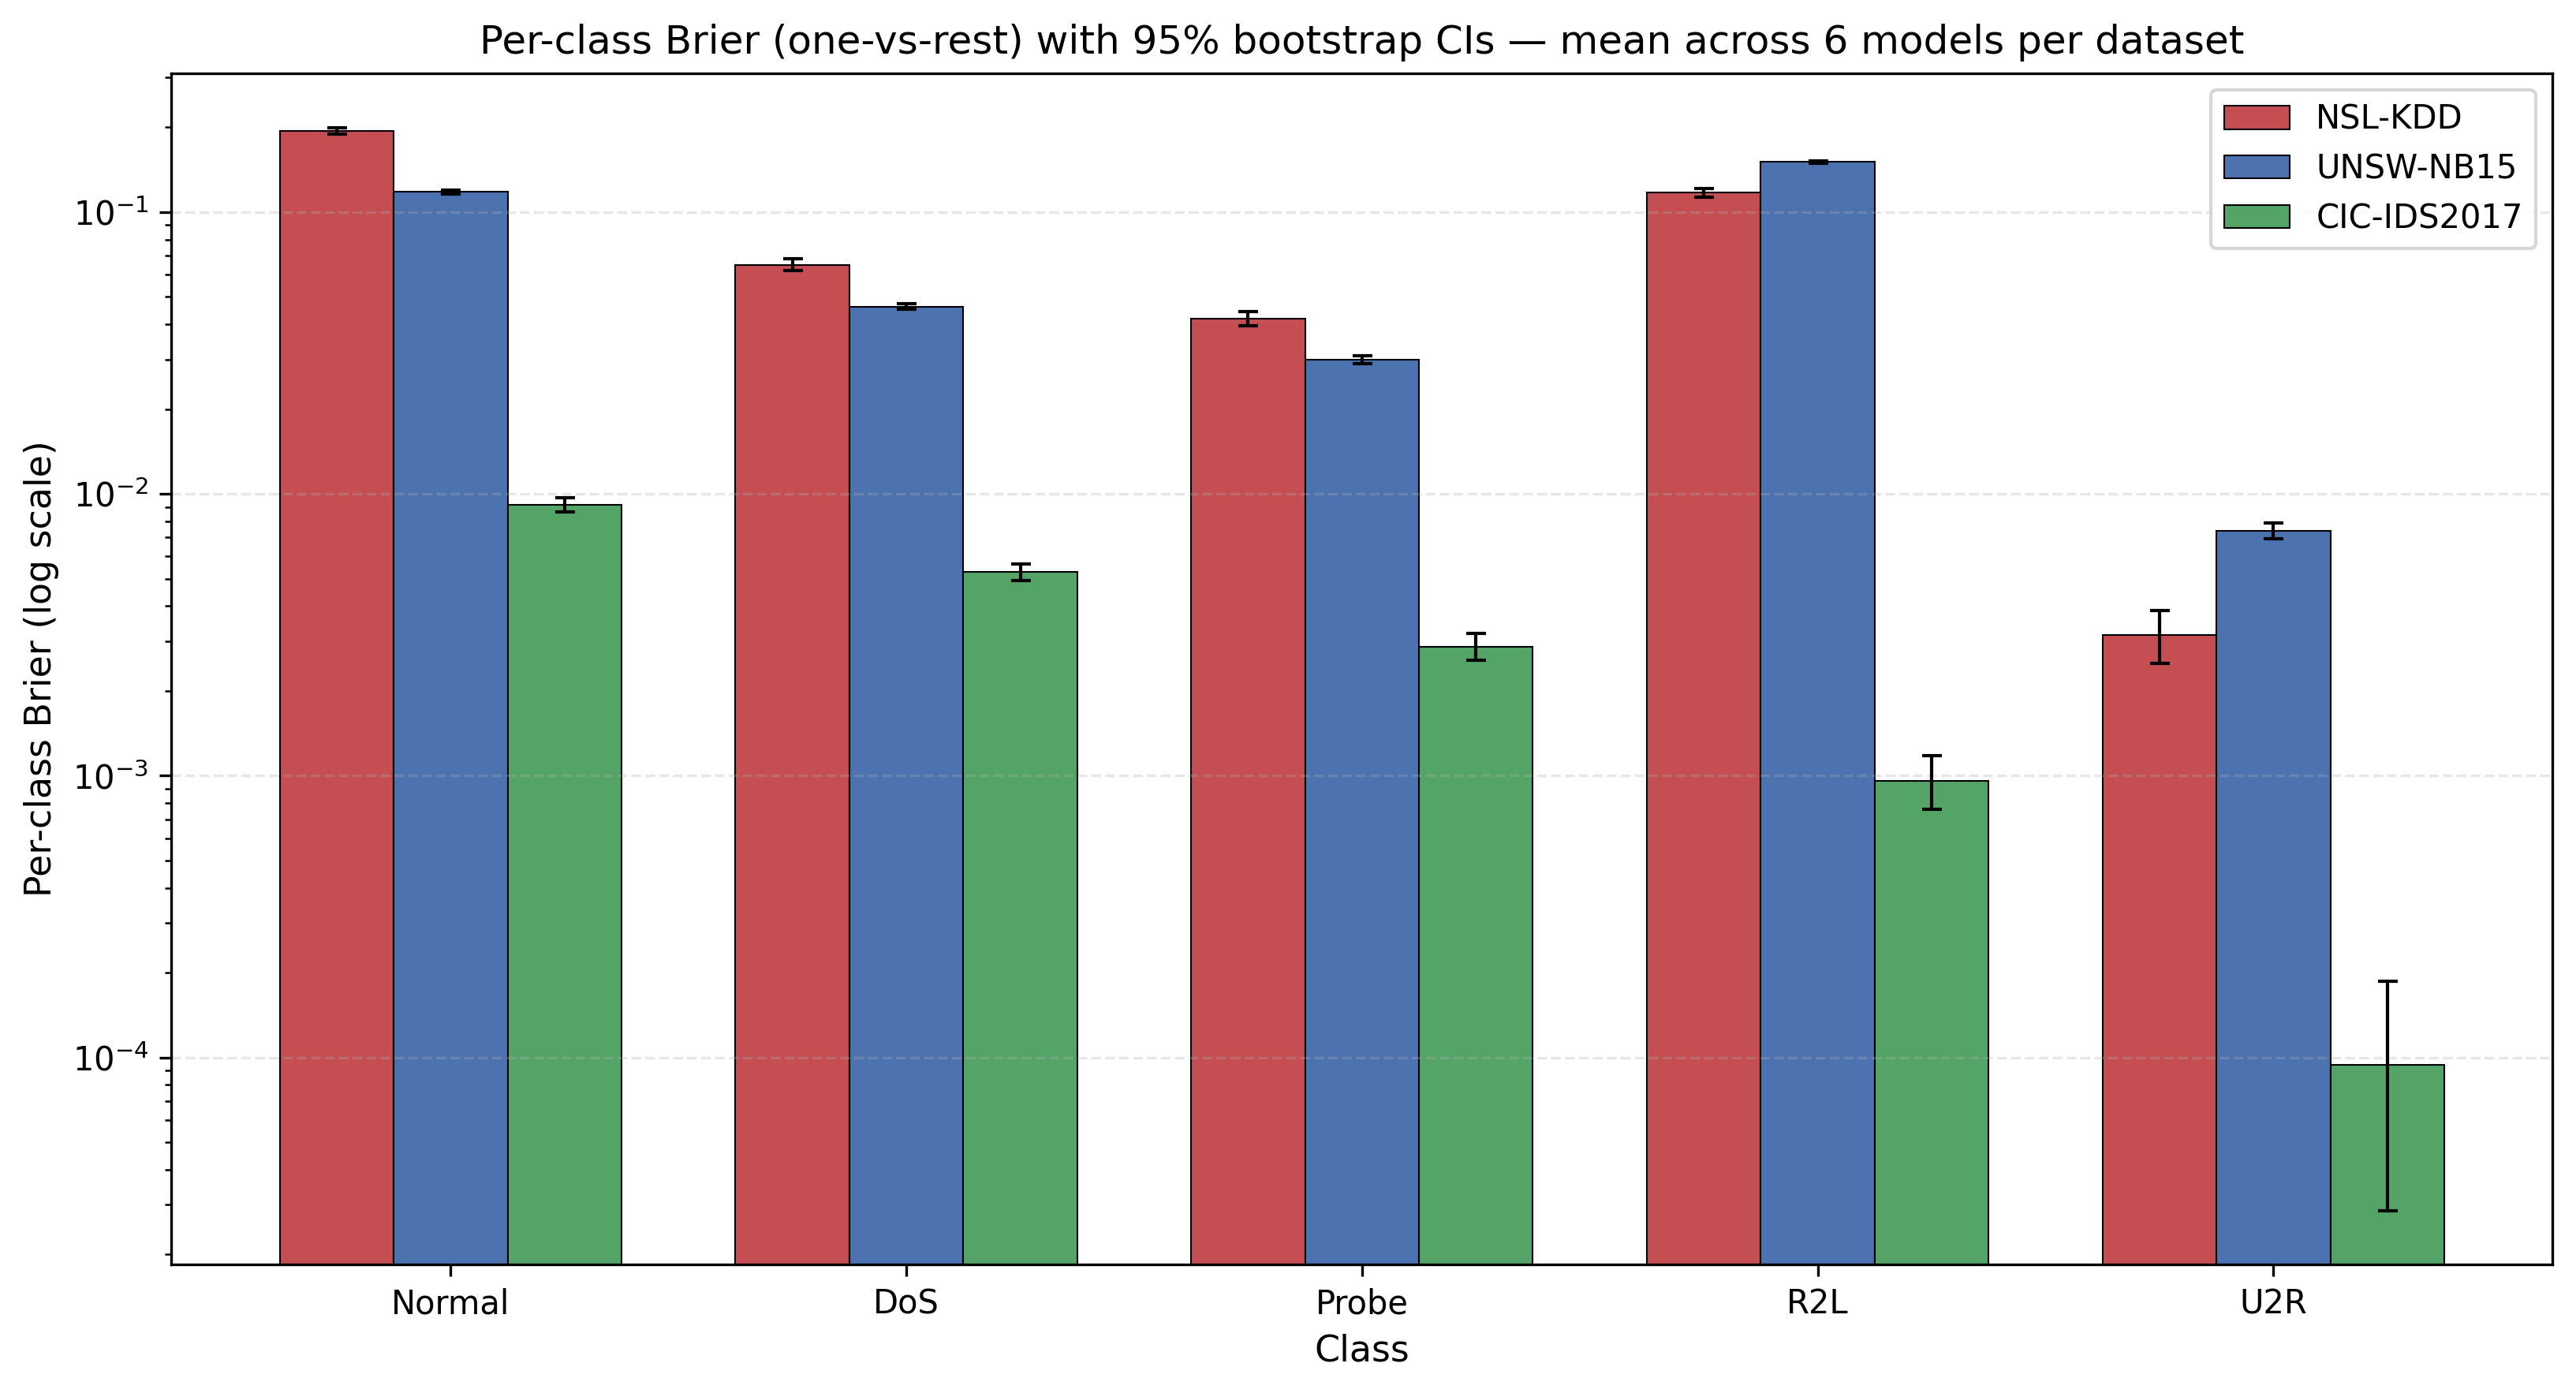 Per-class Brier (one-vs-rest) with 95% bootstrap CIs — mean across 6 models per dataset
NSL-KDD
UNSW-NB15
CIC-IDS2017
Per-class Brier (log scale)
10⁻¹
10⁻²
10⁻³
10⁻⁴
Normal
DoS
Probe
R2L
U2R
Class